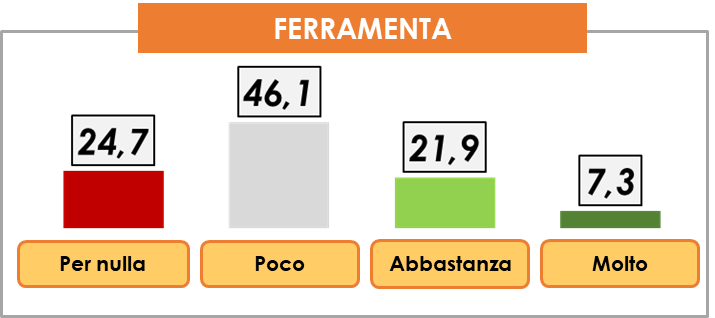 FERRAMENTA
24,7
46,1
21,9
7,3
Per nulla
Poco
Abbastanza
Molto